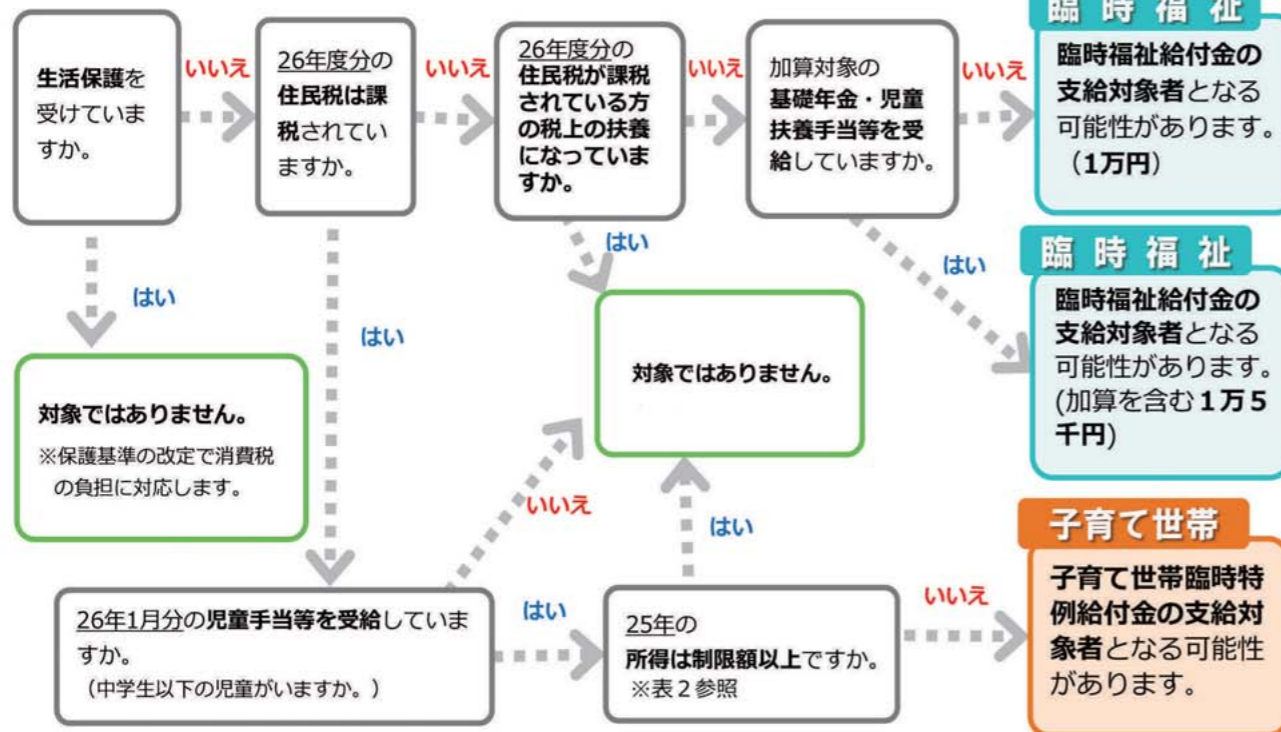 生活保護を
受けていま
すか。
いいえ
26年度分の
住民税は課
税されてい
ますか。
いいえ
26年度分の
住民税が課税
されている方
の税上の扶養
になっていま
すか。
いいえ
加算対象の
基礎年金・児童
扶養手当等を受
給していますか。
いいえ
臨時福祉
臨時福祉給付金の
支給対象者となる
可能性があります。
（1万円）
はい
はい
はい
はい
臨時福祉
臨時福祉給付金の
支給対象者となる
可能性があります。
(加算を含む１万５
千円)
対象ではありません。
※保護基準の改定で消費税
の負担に対応します。
対象ではありません。
いいえ
はい
26年1月分の児童手当等を受給していま
すか。
（中学生以下の児童がいますか。）
はい
25年の
所得は制限額以上ですか。
※表２参照
いいえ
子育て世帯
子育て世帯臨時特
例給付金の支給対
象者となる可能性
があります。